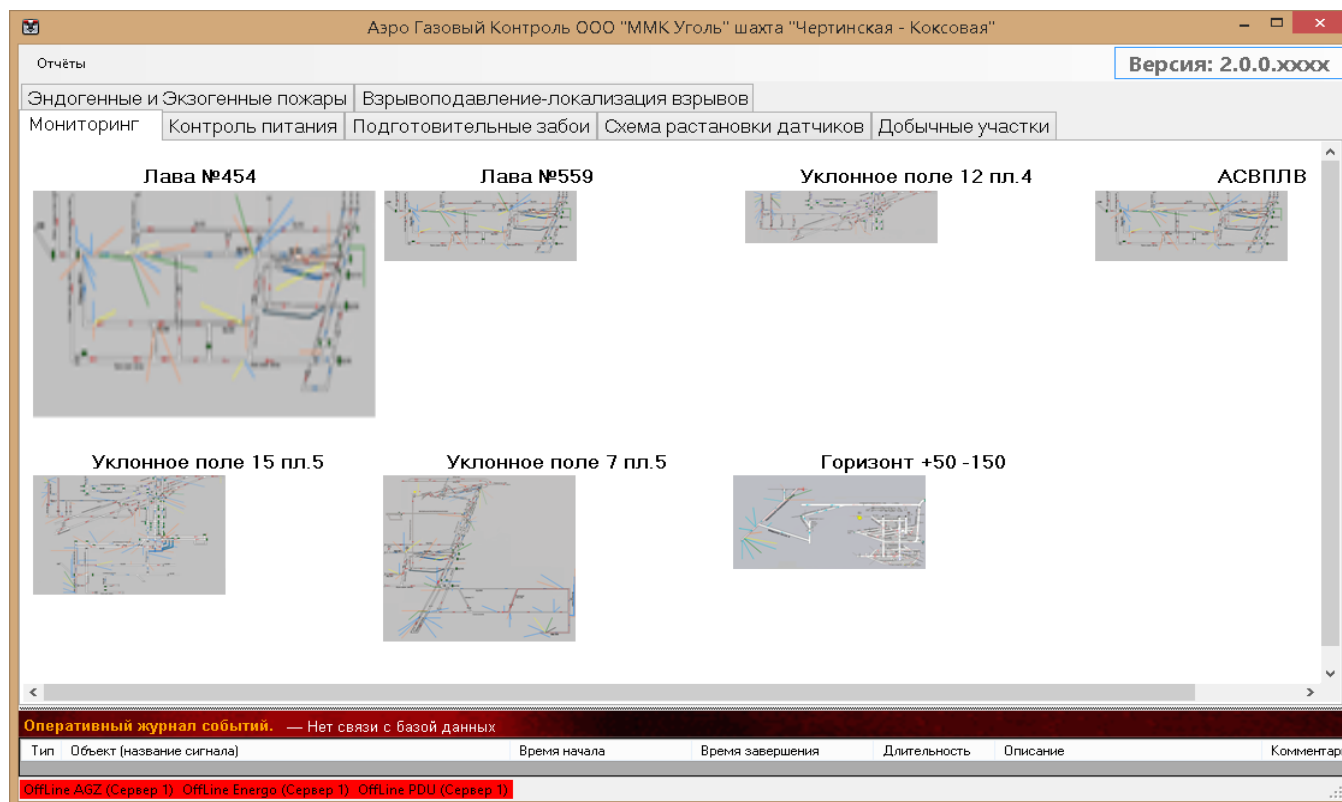 Аэро Газовый Контроль ООО "ММК Уголь" шахта "Чертинская - Коксовая"
Отчёты
Версия: 2.0.0.xxxx
Эндогенные и Экзогенные пожары Взрывоподавление-локализация взрывов
Мониторинг Контроль питания Подготовительные забои Схема растановки датчиков Добычные участки
Лава №454 Лава №559 Уклонное поле 12 пл.4 АСВПЛВ
Уклонное поле 15 пл.5 Уклонное поле 7 пл.5 Горизонт +50 -150
Оперативный журнал событий. — Нет связи с базой данных
Тип Объект (название сигнала) Время начала Время завершения Длительность Описание Комментар
OffLine AGZ (Сервер 1) OffLine Energo (Сервер 1) OffLine PDU (Сервер 1)